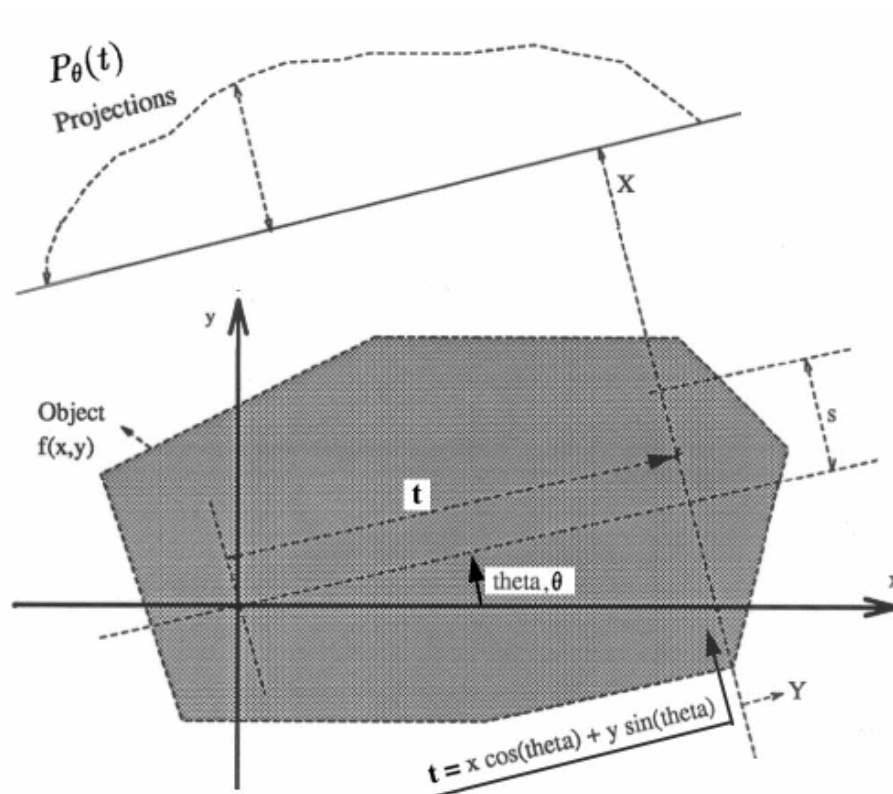 Pθ(t)
Projections
X
y
Object
f(x,y)
s
t
theta, θ
x
Y
t = x cos(theta) + y sin(theta)